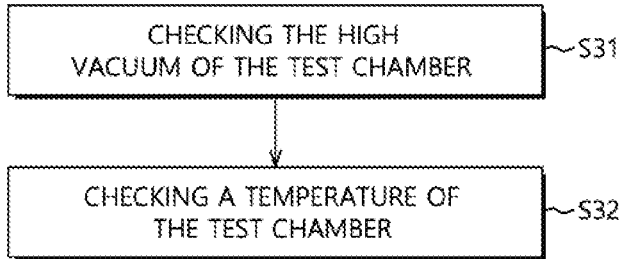 CHECKING THE HIGH
VACUUM OF THE TEST CHAMBER
S31
CHECKING A TEMPERATURE OF
THE TEST CHAMBER
S32